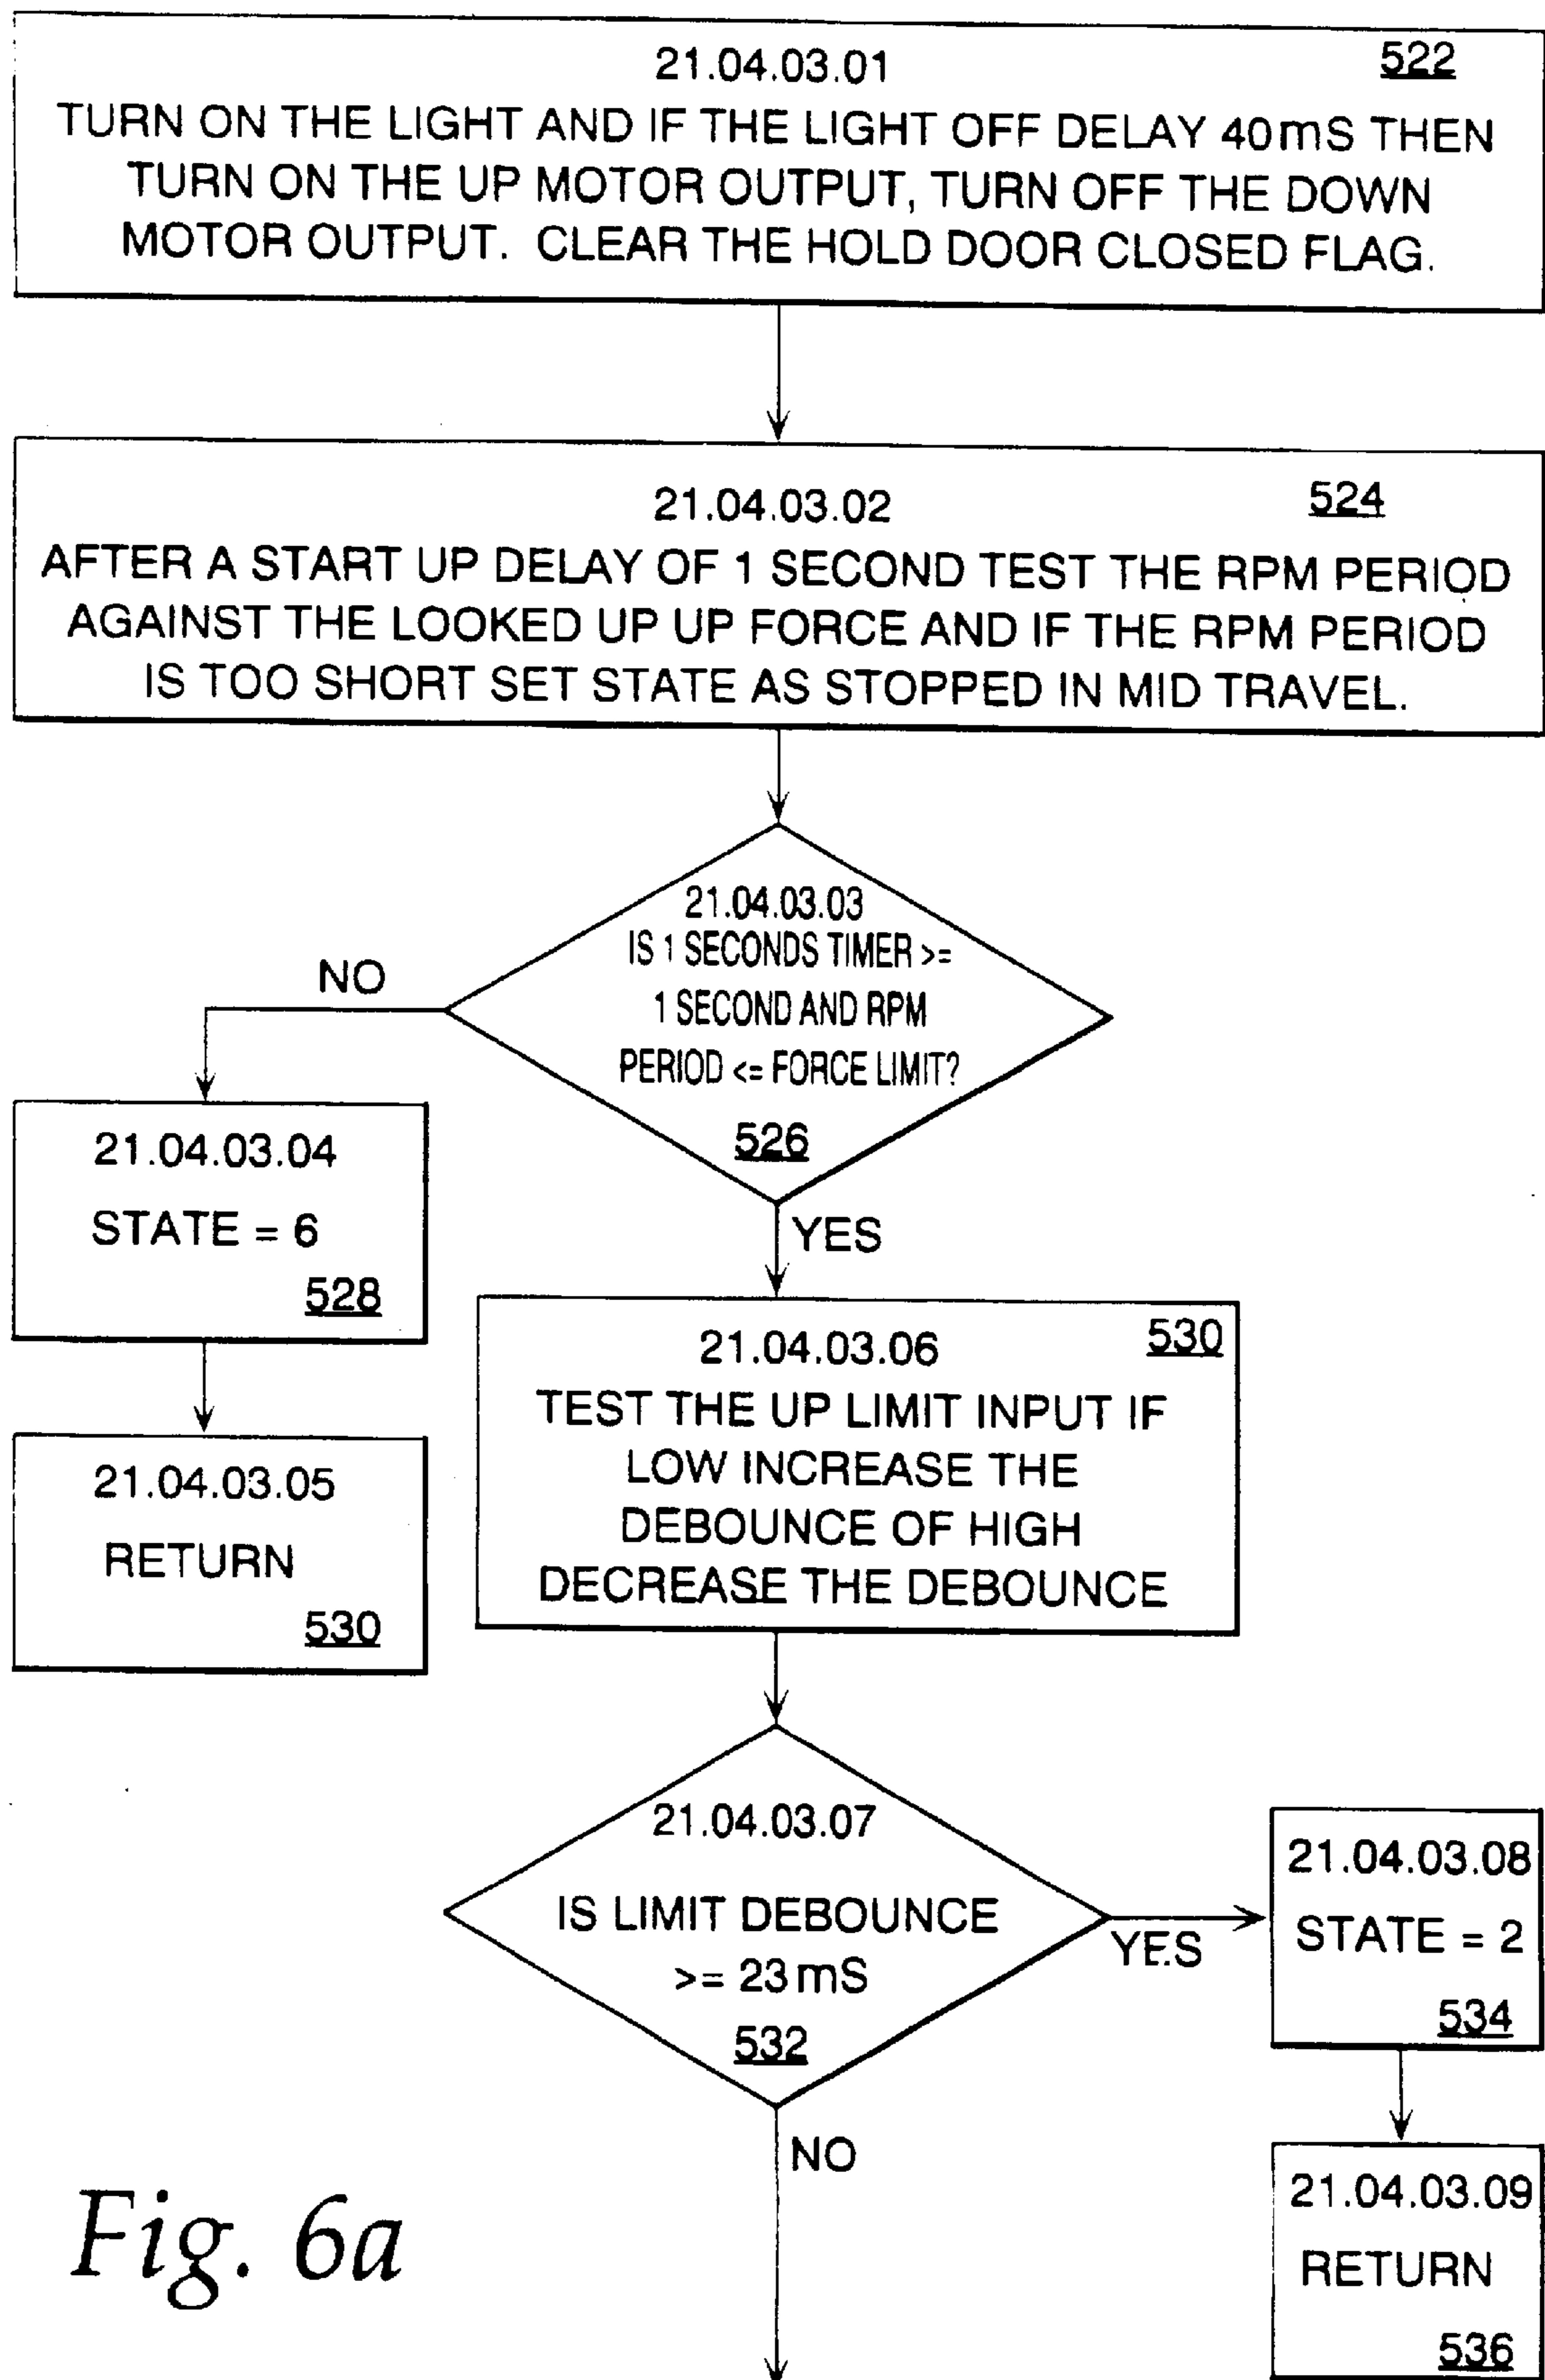 21.04.03.01
522
TURN ON THE LIGHT AND IF THE LIGHT OFF DELAY 40mS THEN
TURN ON THE UP MOTOR OUTPUT, TURN OFF THE DOWN
MOTOR OUTPUT. CLEAR THE HOLD DOOR CLOSED FLAG.
21.04.03.02
524
AFTER A START UP DELAY OF 1 SECOND TEST THE RPM PERIOD
AGAINST THE LOOKED UP UP FORCE AND IF THE RPM PERIOD
IS TOO SHORT SET STATE AS STOPPED IN MID TRAVEL.
21.04.03.03
IS 1 SECONDS TIMER >=
1 SECOND AND RPM
PERIOD <= FORCE LIMIT?
526
NO
21.04.03.04
STATE = 6
528
21.04.03.05
RETURN
530
YES
21.04.03.06
530
TEST THE UP LIMIT INPUT IF
LOW INCREASE THE
DEBOUNCE OF HIGH
DECREASE THE DEBOUNCE
21.04.03.07
IS LIMIT DEBOUNCE
>= 23 mS
532
YES
21.04.03.08
STATE = 2
534
21.04.03.09
RETURN
536
NO
Fig. 6a